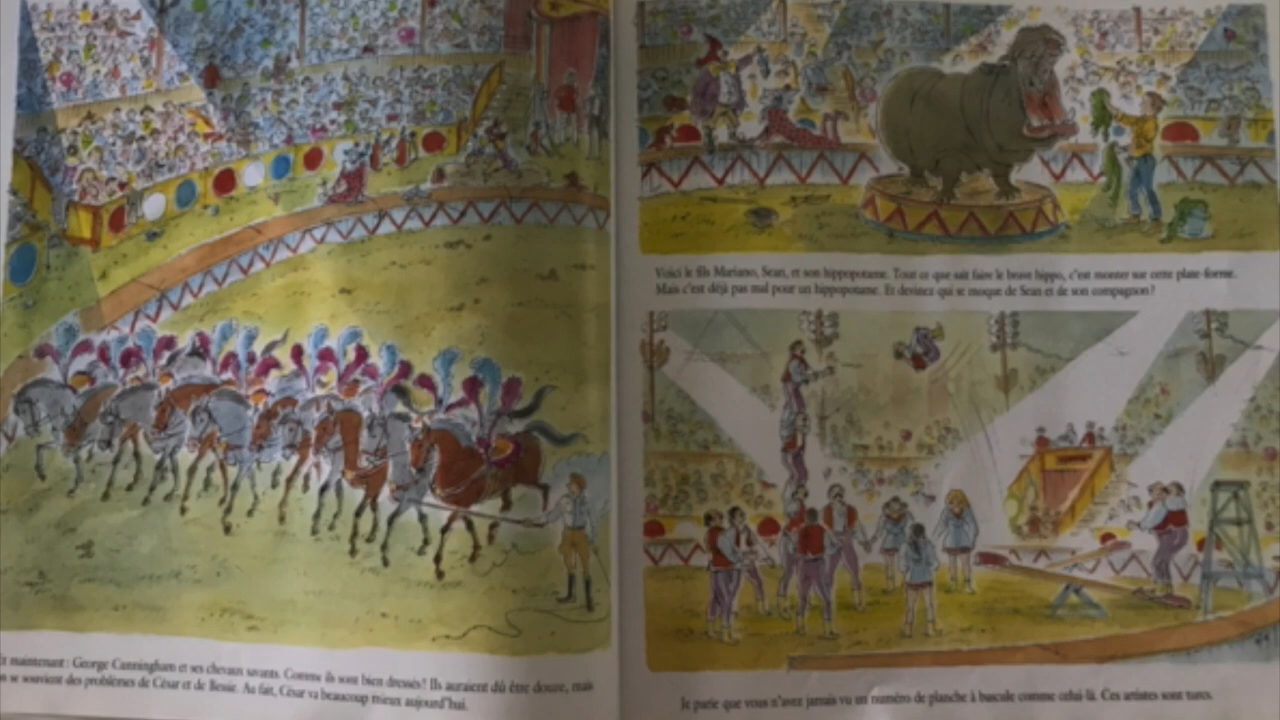 Et maintenant : George Cunningham et ses chevaux savants. Comme ils sont bien dressés ! Ils auraient dû être douze, mais
on se souvient des problèmes de César et de Bessie. Au fait, César va beaucoup mieux aujourd'hui.
Voici le fils Mariano, Sean, et son hippopotame. Tout ce que sait faire le brave hippo, c'est monter sur cette plate-forme.
Mais c'est déjà pas mal pour un hippopotame. Et devinez qui se moque de Sean et de son compagnon ?
Je parie que vous n'avez jamais vu un numéro de planche à bascule comme celui-là. Ces artistes sont turcs.